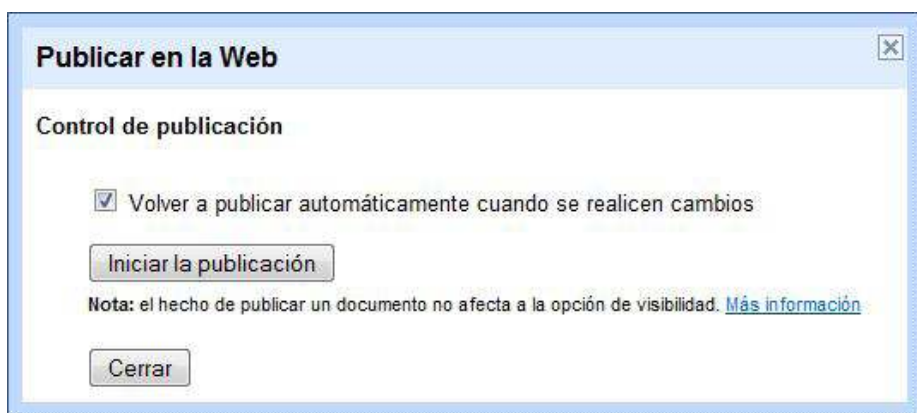 Publicar en la Web
Control de publicación
Volver a publicar automáticamente cuando se realicen cambios
Iniciar la publicación
Nota: el hecho de publicar un documento no afecta a la opción de visibilidad. Más información
Cerrar